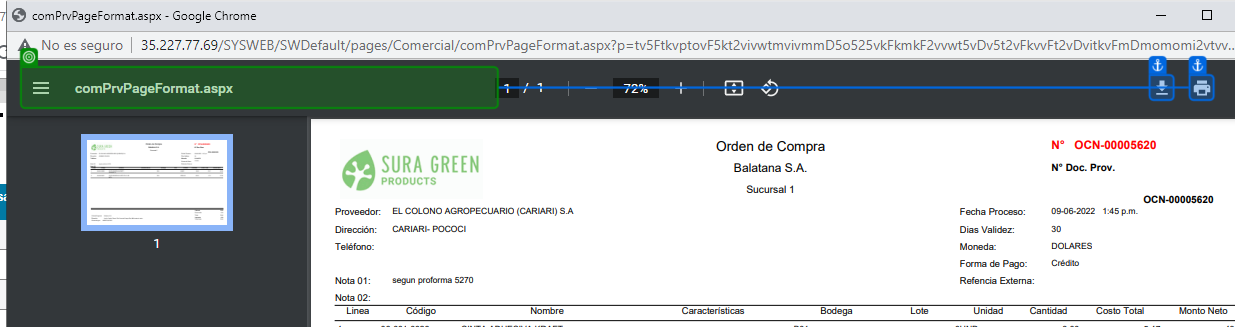 comPrvPageFormat.aspx - Google Chrome
No es seguro | 35.227.77.69/SYSWEB/SWDefault/pages/Comercial/comPrvPageFormat.aspx?p=tv5FtkvptovF5kt2vivwtmvivmmD5o525vkFkmkF2vvwt5vDv5t2vFkvvFt2vDvitkvFmDmomomi2vtvv...
comPrvPageFormat.aspx
1 / 1
72%
1
SURA GREEN
PRODUCTS
Orden de Compra
Balatana S.A.
Sucursal 1
N° OCN-00005620
N° Doc. Prov.
OCN-00005620
Proveedor: EL COLONO AGROPECUARIO (CARIARI) S.A
Dirección: CARIARI- POCOCI
Teléfono:
Fecha Proceso: 09-06-2022 1:45 p.m.
Dias Validez: 30
Moneda: DOLARES
Forma de Pago: Crédito
Refencia Externa:
Nota 01: segun proforma 5270
Nota 02:
Linea Código Nombre Características Bodega Lote Unidad Cantidad Costo Total Monto Neto